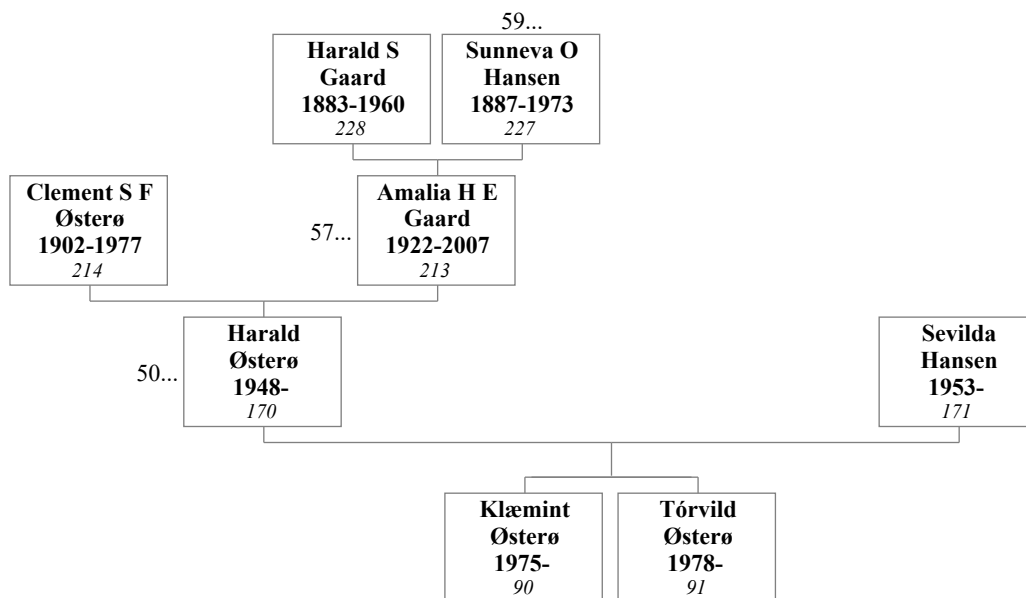 59...
Harald S
Gaard
1883-1960
228
Sunneva O
Hansen
1887-1973
227
Clement S F
Østerø
1902-1977
214
57...
Amalia H E
Gaard
1922-2007
213
50...
Harald
Østerø
1948-
170
Sevilda
Hansen
1953-
171
Klæmint
Østerø
1975-
90
Tórvild
Østerø
1978-
91